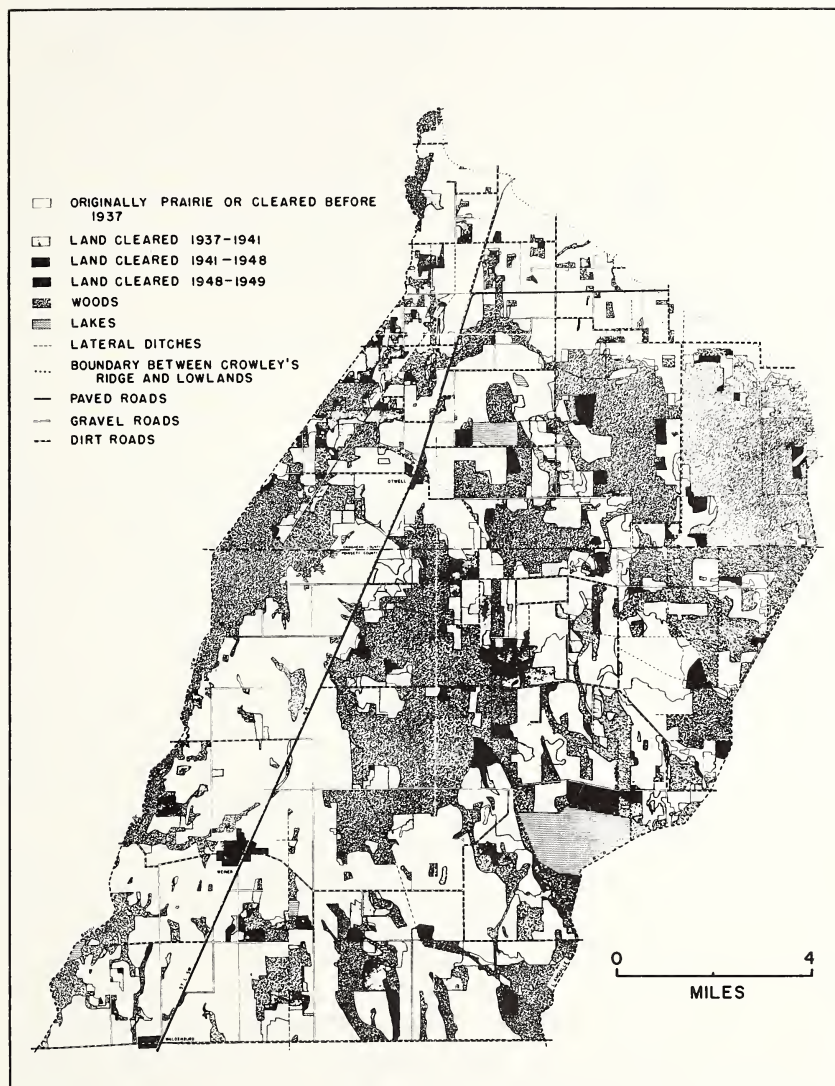 ORIGINALLY PRAIRIE OR CLEARED BEFORE
1937
LAND CLEARED 1937-1941
LAND CLEARED 1941-1948
LAND CLEARED 1948-1949
WOODS
LAKES
LATERAL DITCHES
BOUNDARY BETWEEN CROWLEY'S
RIDGE AND LOWLANDS
PAVED ROADS
GRAVEL ROADS
DIRT ROADS
OTWELL
COUNTY
WEINER
WALDENBURG
0 4
MILES